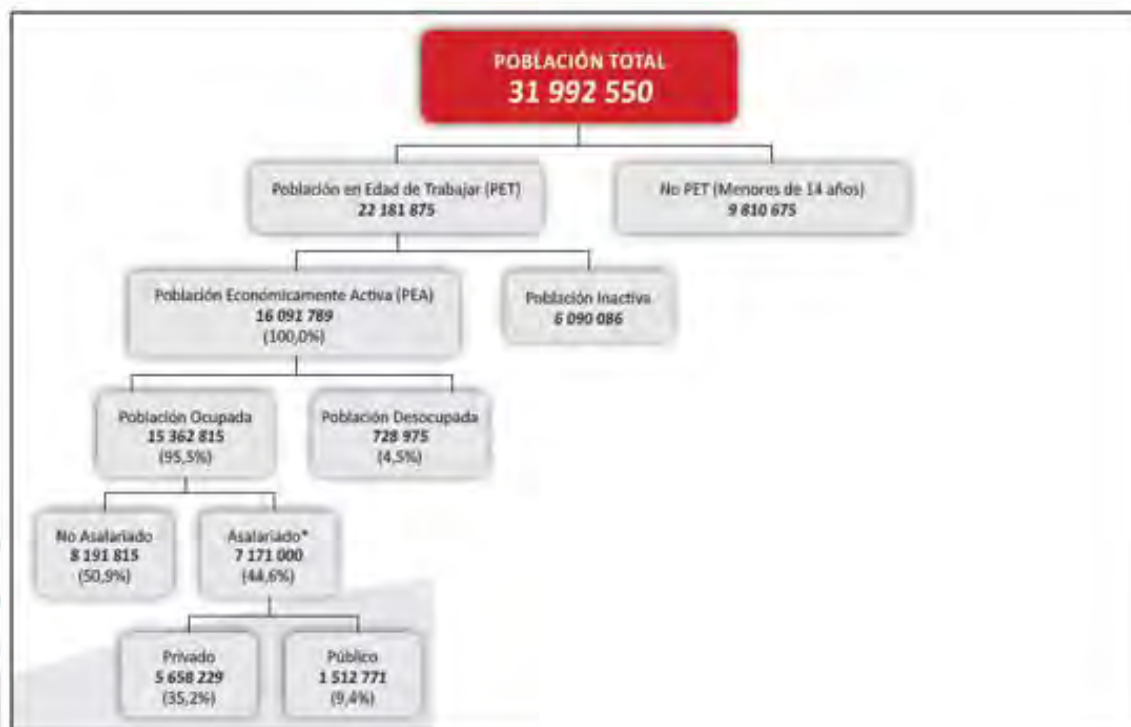 POBLACIÓN TOTAL
31 992 550
Población en Edad de Trabajar (PET)
22 181 875
No PET (Menores de 14 años)
9 810 675
Población Económicamente Activa (PEA)
16 091 789
(100,0%)
Población Inactiva
6 090 086
Población Ocupada
15 362 815
(95,5%)
Población Desocupada
728 975
(4,5%)
No Asalariado
8 191 815
(50,9%)
Asalariado*
7 171 000
(44,6%)
Privado
5 658 229
(35,2%)
Público
1 512 771
(9,4%)